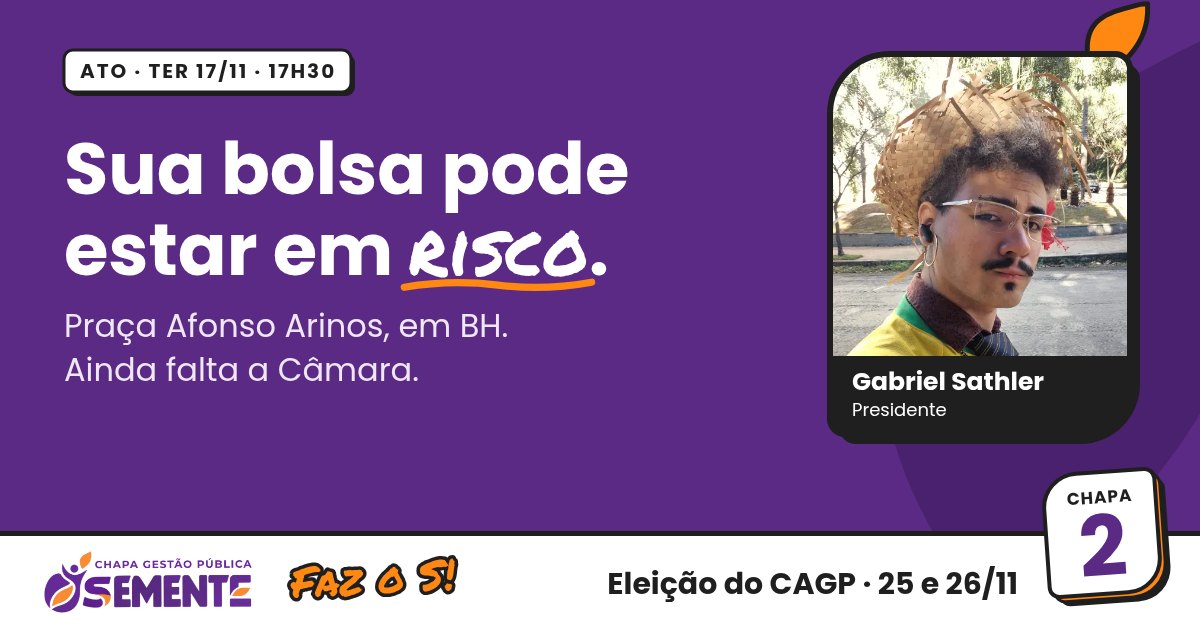 ATO · TER 17/11 · 17H30
Sua bolsa pode
estar em RISCO.
Praça Afonso Arinos, em BH.
Ainda falta a Câmara.
Gabriel Sathler
Presidente
CHAPA
2
CHAPA GESTÃO PÚBLICA
SEMENTE
FAZ O S!
Eleição do CAGP · 25 e 26/11